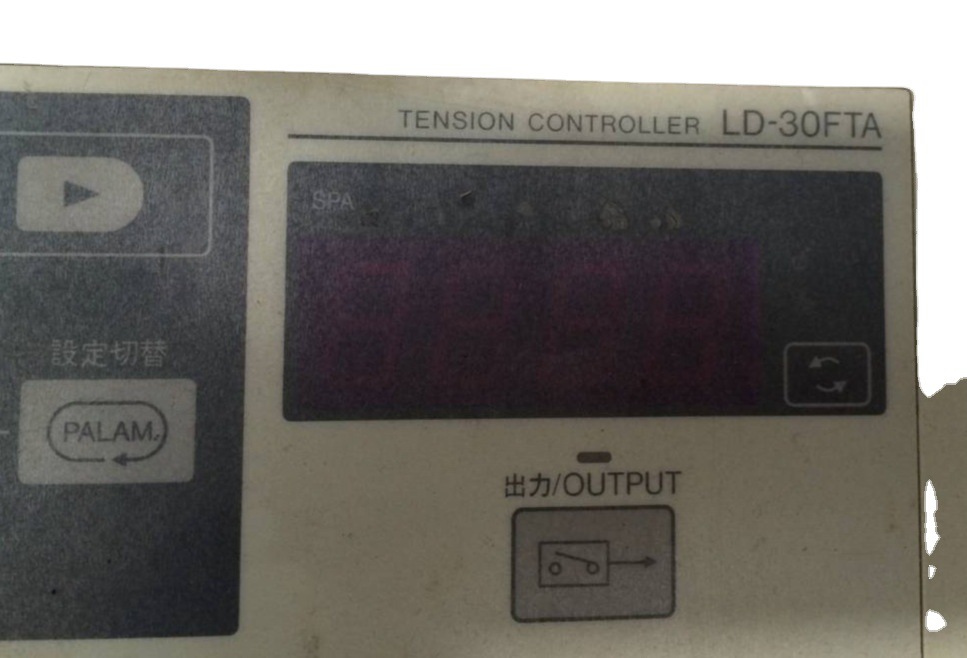 TENSION CONTROLLER LD-30FTA
SPA
設定切替
PALAM.
出力/OUTPUT